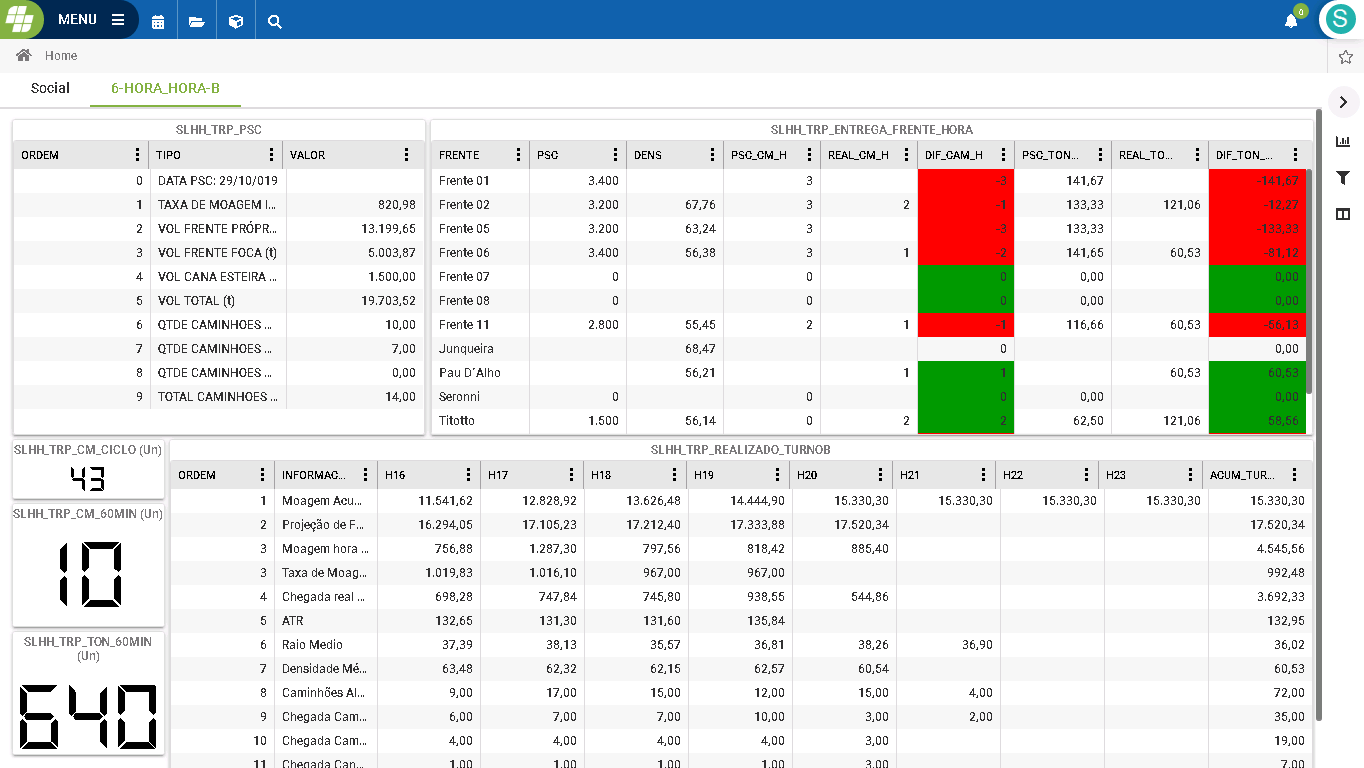 MENU
0
S
Home
Social 6-HORA_HORA-B
SLHH_TRP_PSC
ORDEM TIPO VALOR
0 DATA PSC: 29/10/019
1 TAXA DE MOAGEM I... 820,98
2 VOL FRENTE PRÓPR... 13.199,65
3 VOL FRENTE FOCA (t) 5.003,87
4 VOL CANA ESTEIRA ... 1.500,00
5 VOL TOTAL (t) 19.703,52
6 QTDE CAMINHOES ... 10,00
7 QTDE CAMINHOES ... 7,00
8 QTDE CAMINHOES ... 0,00
9 TOTAL CAMINHOES ... 14,00
SLHH_TRP_ENTREGA_FRENTE_HORA
FRENTE PSC DENS PSC_CM_H REAL_CM_H DIF_CAM_H PSC_TON... REAL_TO... DIF_TON_...
Frente 01 3.400 3 -3 141,67 -141,67
Frente 02 3.200 67,76 3 2 -1 133,33 121,06 -12,27
Frente 05 3.200 63,24 3 -3 133,33 -133,33
Frente 06 3.400 56,38 3 1 -2 141,65 60,53 -81,12
Frente 07 0 0 0 0,00 0,00
Frente 08 0 0 0 0,00 0,00
Frente 11 2.800 55,45 2 1 -1 116,66 60,53 -56,13
Junqueira 68,47 0 0,00
Pau D´Alho 56,21 1 1 60,53 60,53
Seronni 0 0 0 0,00 0,00
Titotto 1.500 56,14 0 2 2 62,50 121,06 58,56
SLHH_TRP_CM_CICLO (Un)
43
SLHH_TRP_CM_60MIN (Un)
10
SLHH_TRP_TON_60MIN
(Un)
640
SLHH_TRP_REALIZADO_TURNOB
ORDEM INFORMAC... H16 H17 H18 H19 H20 H21 H22 H23 ACUM_TUR...
1 Moagem Acu... 11.541,62 12.828,92 13.626,48 14.444,90 15.330,30 15.330,30 15.330,30 15.330,30 15.330,30
2 Projeção de F... 16.294,05 17.105,23 17.212,40 17.333,88 17.520,34 17.520,34
3 Moagem hora ... 756,88 1.287,30 797,56 818,42 885,40 4.545,56
3 Taxa de Moag... 1.019,83 1.016,10 967,00 967,00 992,48
4 Chegada real ... 698,28 747,84 745,80 938,55 544,86 3.692,33
5 ATR 132,65 131,30 131,60 135,84 132,95
6 Raio Medio 37,39 38,13 35,57 36,81 38,26 36,90 36,02
7 Densidade Mé... 63,48 62,32 62,15 62,57 60,54 60,53
8 Caminhões Al... 9,00 17,00 15,00 12,00 15,00 4,00 72,00
9 Chegada Cam... 6,00 7,00 7,00 10,00 3,00 2,00 35,00
10 Chegada Cam... 4,00 4,00 4,00 4,00 3,00 19,00
11 Chegada Can... 1,00 1,00 1,00 1,00 3,00 7,00